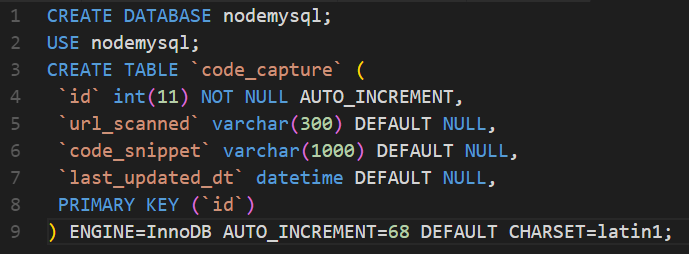 1 CREATE DATABASE nodemysql;
2 USE nodemysql;
3 CREATE TABLE `code_capture` (
4  `id` int(11) NOT NULL AUTO_INCREMENT,
5  `url_scanned` varchar(300) DEFAULT NULL,
6  `code_snippet` varchar(1000) DEFAULT NULL,
7  `last_updated_dt` datetime DEFAULT NULL,
8  PRIMARY KEY (`id`)
9 ) ENGINE=InnoDB AUTO_INCREMENT=68 DEFAULT CHARSET=latin1;